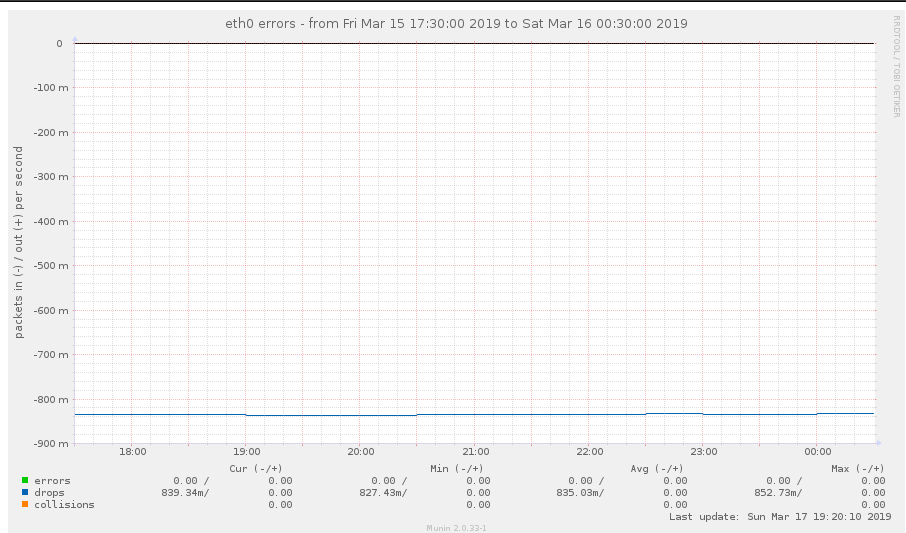 eth0 errors - from Fri Mar 15 17:30:00 2019 to Sat Mar 16 00:30:00 2019
RRDTOOL / TOBI OETIKER
packets in (-) / out (+) per second
0
-100 m
-200 m
-300 m
-400 m
-500 m
-600 m
-700 m
-800 m
-900 m
18:00 19:00 20:00 21:00 22:00 23:00 00:00
Cur (-/+) Min (-/+) Avg (-/+) Max (-/+)
errors 0.00 / 0.00 0.00 / 0.00 0.00 / 0.00 0.00 / 0.00
drops 839.34m/ 0.00 827.43m/ 0.00 835.03m/ 0.00 852.73m/ 0.00
collisions 0.00 0.00 0.00 0.00
Last update: Sun Mar 17 19:20:10 2019
Munin 2.0.33-1